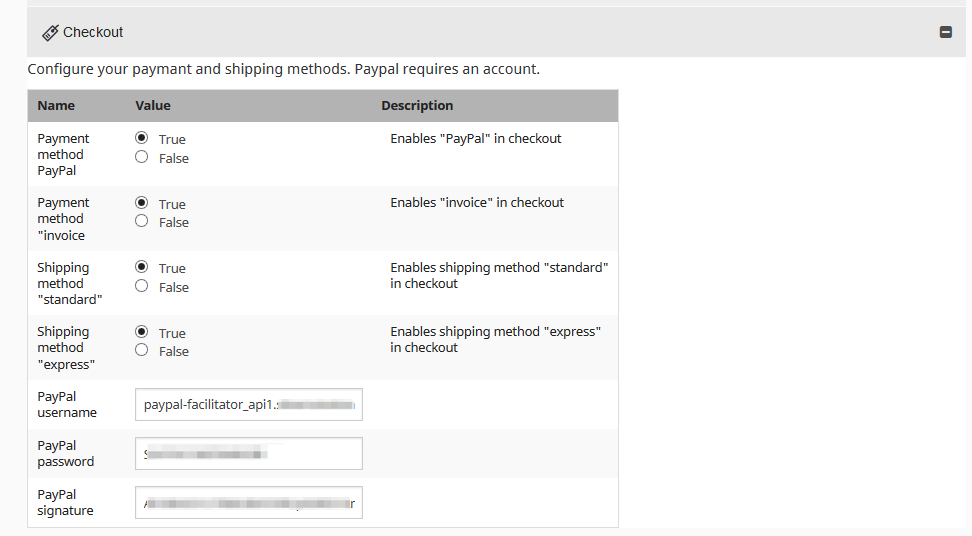 Checkout
Configure your paymant and shipping methods. Paypal requires an account.
Name Value Description
Payment method PayPal
True
False
Enables "PayPal" in checkout
Payment method "invoice
True
False
Enables "invoice" in checkout
Shipping method "standard"
True
False
Enables shipping method "standard"
in checkout
Shipping method "express"
True
False
Enables shipping method "express"
in checkout
PayPal username
paypal-facilitator_api1.
PayPal password
PayPal signature